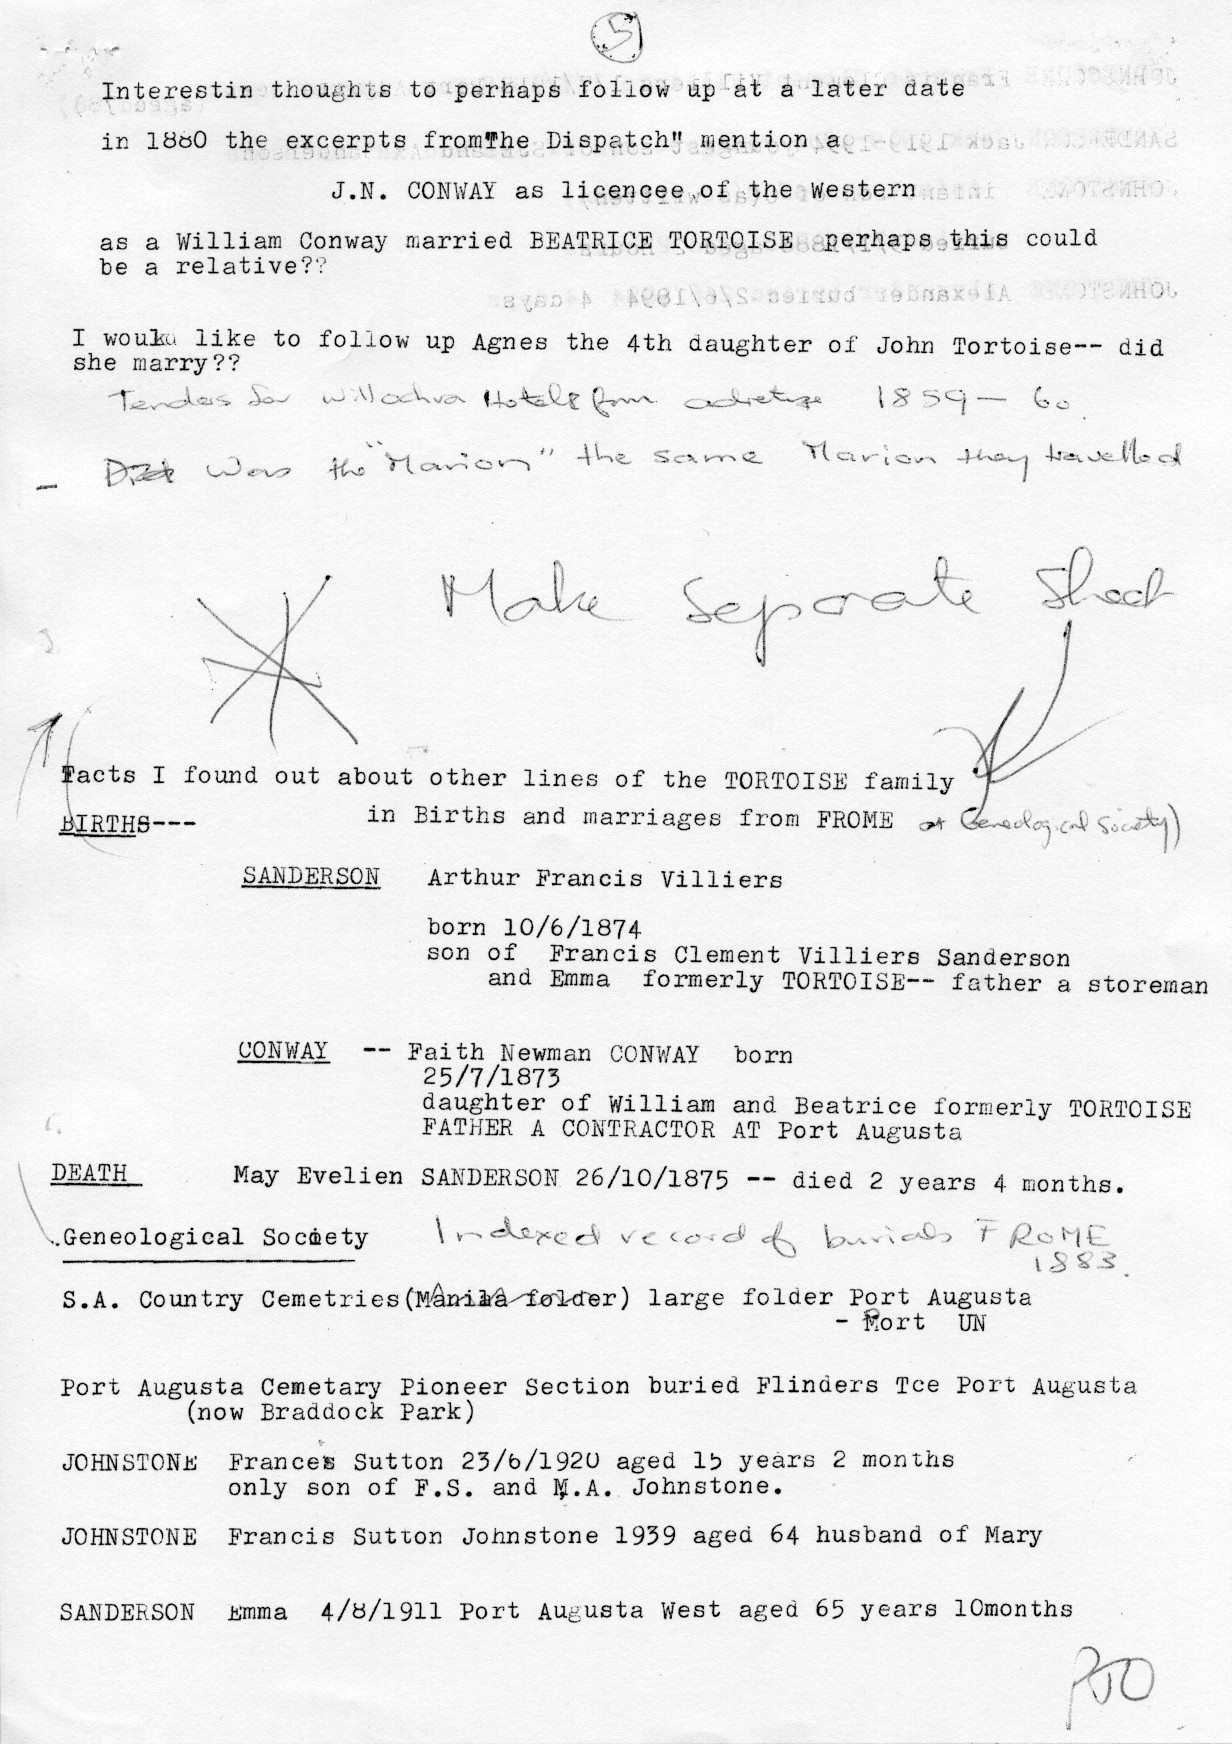 5
Interestin thoughts to perhaps follow up at a later date
in 1880 the excerpts from"The Dispatch" mention a
J.N. CONWAY as licencee of the Western
as a William Conway married BEATRICE TORTOISE perhaps this could
be a relative??
I would like to follow up Agnes the 4th daughter of John Tortoise-- did
she marry??
Tenders for Willochra Hotels from 1859 - 60
- Was the "Marion" the same Marion they travelled
Make Separate Sheet
Facts I found out about other lines of the TORTOISE family
BIRTHS--- in Births and marriages from FROME at Geneological Society)
SANDERSON Arthur Francis Villiers
born 10/6/1874
son of Francis Clement Villiers Sanderson
and Emma formerly TORTOISE-- father a storeman
CONWAY -- Faith Newman CONWAY born
25/7/1873
daughter of William and Beatrice formerly TORTOISE
FATHER A CONTRACTOR AT Port Augusta
DEATH May Evelien SANDERSON 26/10/1875 -- died 2 years 4 months.
Geneological Society Indexed record of burials FROME
1883.
S.A. Country Cemetries(Manila folder) large folder Port Augusta
- Port UN
Port Augusta Cemetary Pioneer Section buried Flinders Tce Port Augusta
(now Braddock Park)
JOHNSTONE Frances Sutton 23/6/1920 aged 15 years 2 months
only son of F.S. and M.A. Johnstone.
JOHNSTONE Francis Sutton Johnstone 1939 aged 64 husband of Mary
SANDERSON Emma 4/8/1911 Port Augusta West aged 65 years 10months
PTO